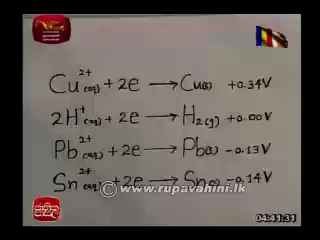 Cu²⁺(aq) + 2e ⟶ Cu(s) +0.34V
2H⁺(aq) + 2e ⟶ H₂(g) +0.00V
Pb²⁺(aq) + 2e ⟶ Pb(s) −0.13V
Sn²⁺(aq) + 2e ⟶ Sn(s) −0.14V
©www.rupavahini.lk
04:41:31